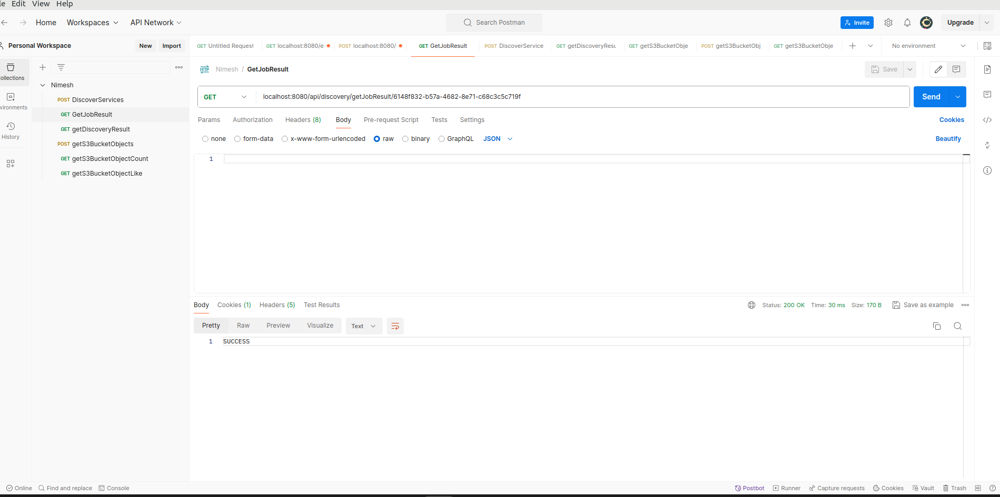 le Edit View Help
Home Workspaces API Network Search Postman Invite Upgrade
Personal Workspace New Import
GET Untitled Request GET localhost:8080/e POST localhost:8080/ GET GetJobResult POST DiscoverService GET getDiscoveryResu GET getS3BucketObje POST getS3BucketObj GET getS3BucketObje No environment
ollections
vironments
History
Nimesh
POST DiscoverServices
GET GetJobResult
GET getDiscoveryResult
POST getS3BucketObjects
GET getS3BucketObjectCount
GET getS3BucketObjectLike
HTTP Nimesh / GetJobResult Save
GET localhost:8080/api/discovery/getJobResult/6148f832-b57a-4682-8e71-c68c3c5c719f Send
Params Authorization Headers (8) Body Pre-request Script Tests Settings Cookies
none form-data x-www-form-urlencoded raw binary GraphQL JSON Beautify
1
Body Cookies (1) Headers (5) Test Results Status: 200 OK Time: 30 ms Size: 170 B Save as example
Pretty Raw Preview Visualize Text
1 SUCCESS
Online Find and replace Console Postbot Runner Capture requests Cookies Vault Trash